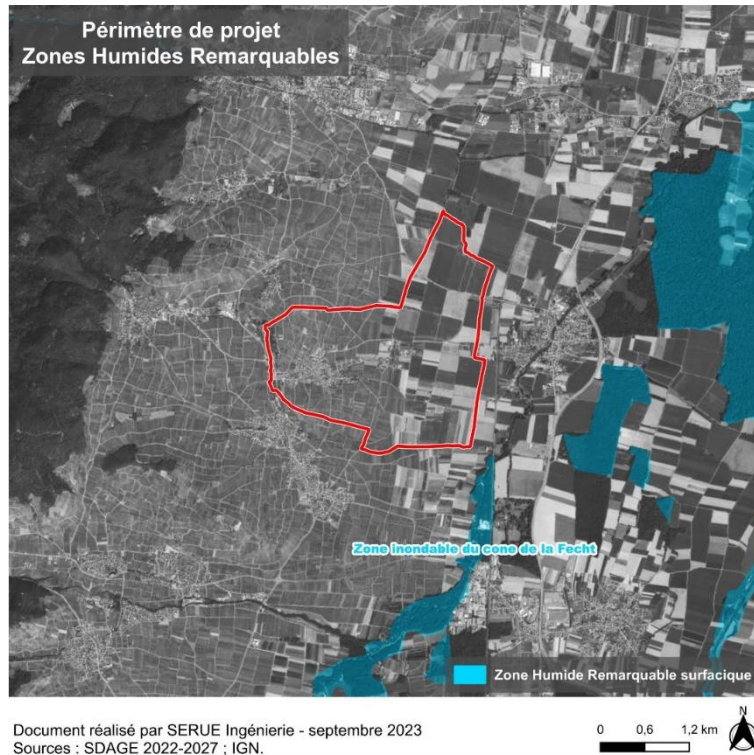 Périmètre de projet
Zones Humides Remarquables
Zone inondable du cone de la Fecht
Zone Humide Remarquable surfacique
Document réalisé par SERUE Ingénierie - septembre 2023
Sources : SDAGE 2022-2027 ; IGN.
0 0,6 1,2 km
N